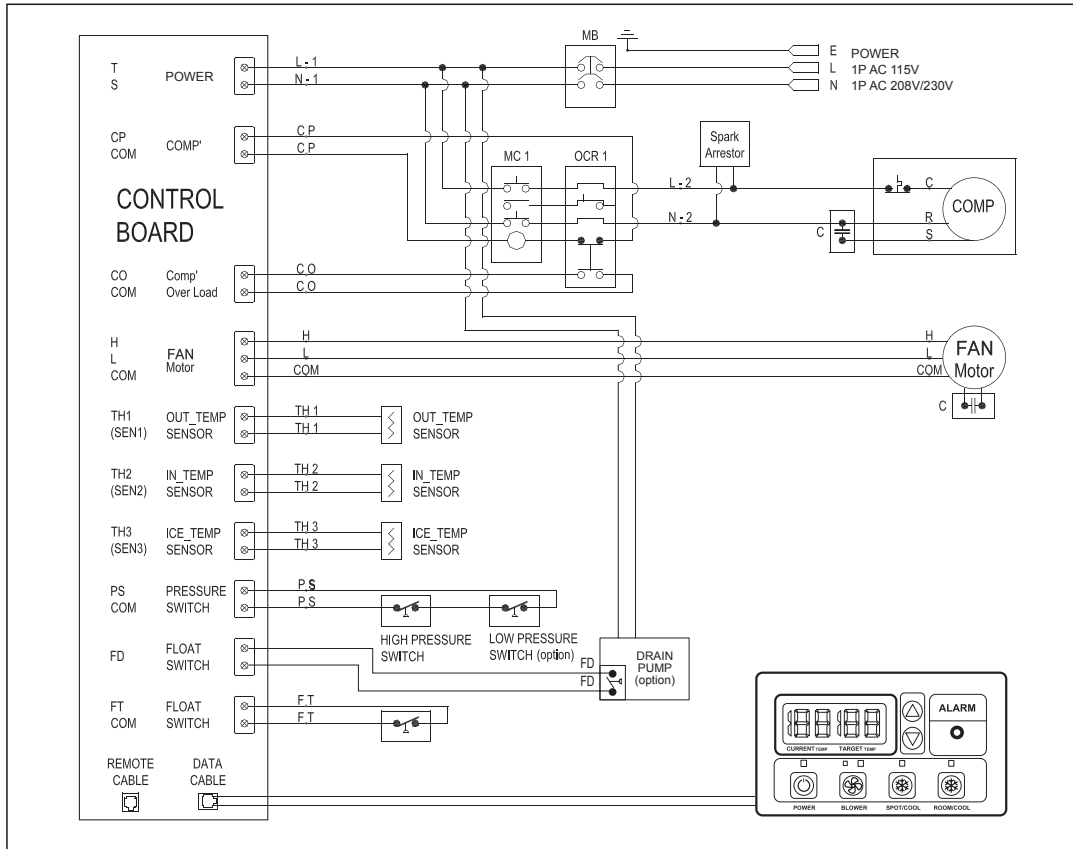 MB
E POWER
L 1P AC 115V
N 1P AC 208V/230V
T
S
POWER
L - 1
N - 1
CP
COM
COMP'
C.P
C.P
MC 1
OCR 1
Spark
Arrestor
L - 2
N - 2
C
R
S
COMP
C
CONTROL
BOARD
CO Comp'
COM Over Load
C.O
C.O
H
L
COM
FAN
Motor
H
L
COM
H
L
COM
FAN
Motor
C
TH1 OUT_TEMP
(SEN1) SENSOR
TH 1
TH 1
OUT_TEMP
SENSOR
TH2 IN_TEMP
(SEN2) SENSOR
TH 2
TH 2
IN_TEMP
SENSOR
TH3 ICE_TEMP
(SEN3) SENSOR
TH 3
TH 3
ICE_TEMP
SENSOR
PS PRESSURE
COM SWITCH
P.S
P.S
HIGH PRESSURE
SWITCH
LOW PRESSURE
SWITCH (option)
FD
FLOAT
SWITCH
FD
FD
DRAIN
PUMP
(option)
FT FLOAT
COM SWITCH
F.T
F.T
REMOTE
CABLE
DATA
CABLE
88 88
CURRENT TEMP TARGET TEMP
ALARM
POWER BLOWER SPOT/COOL ROOM/COOL